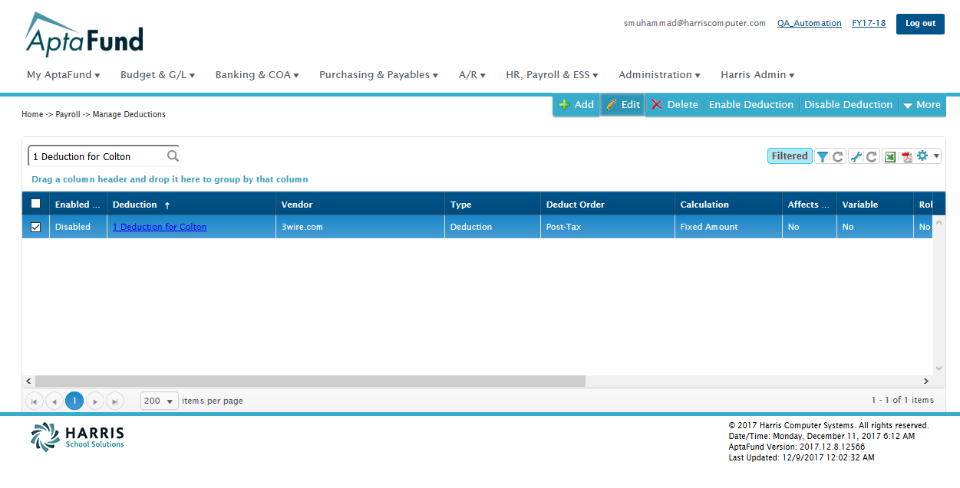 smuhammad@harriscomputer.com QA_Automation FY17-18 Log out
AptaFund
My AptaFund Budget & G/L Banking & COA Purchasing & Payables A/R HR, Payroll & ESS Administration Harris Admin
Add Edit Delete Enable Deduction Disable Deduction More
Home -> Payroll -> Manage Deductions
1 Deduction for Colton Filtered
Drag a column header and drop it here to group by that column
Enabled ... Deduction ↑ Vendor Type Deduct Order Calculation Affects ... Variable Rol
Disabled 1 Deduction for Colton 3wire.com Deduction Post-Tax Fixed Amount No No No
1 200 items per page 1 - 1 of 1 items
HARRIS
School Solutions
© 2017 Harris Computer Systems. All rights reserved.
Date/Time: Monday, December 11, 2017 6:12 AM
AptaFund Version: 2017.12.8.12566
Last Updated: 12/9/2017 12:02:32 AM